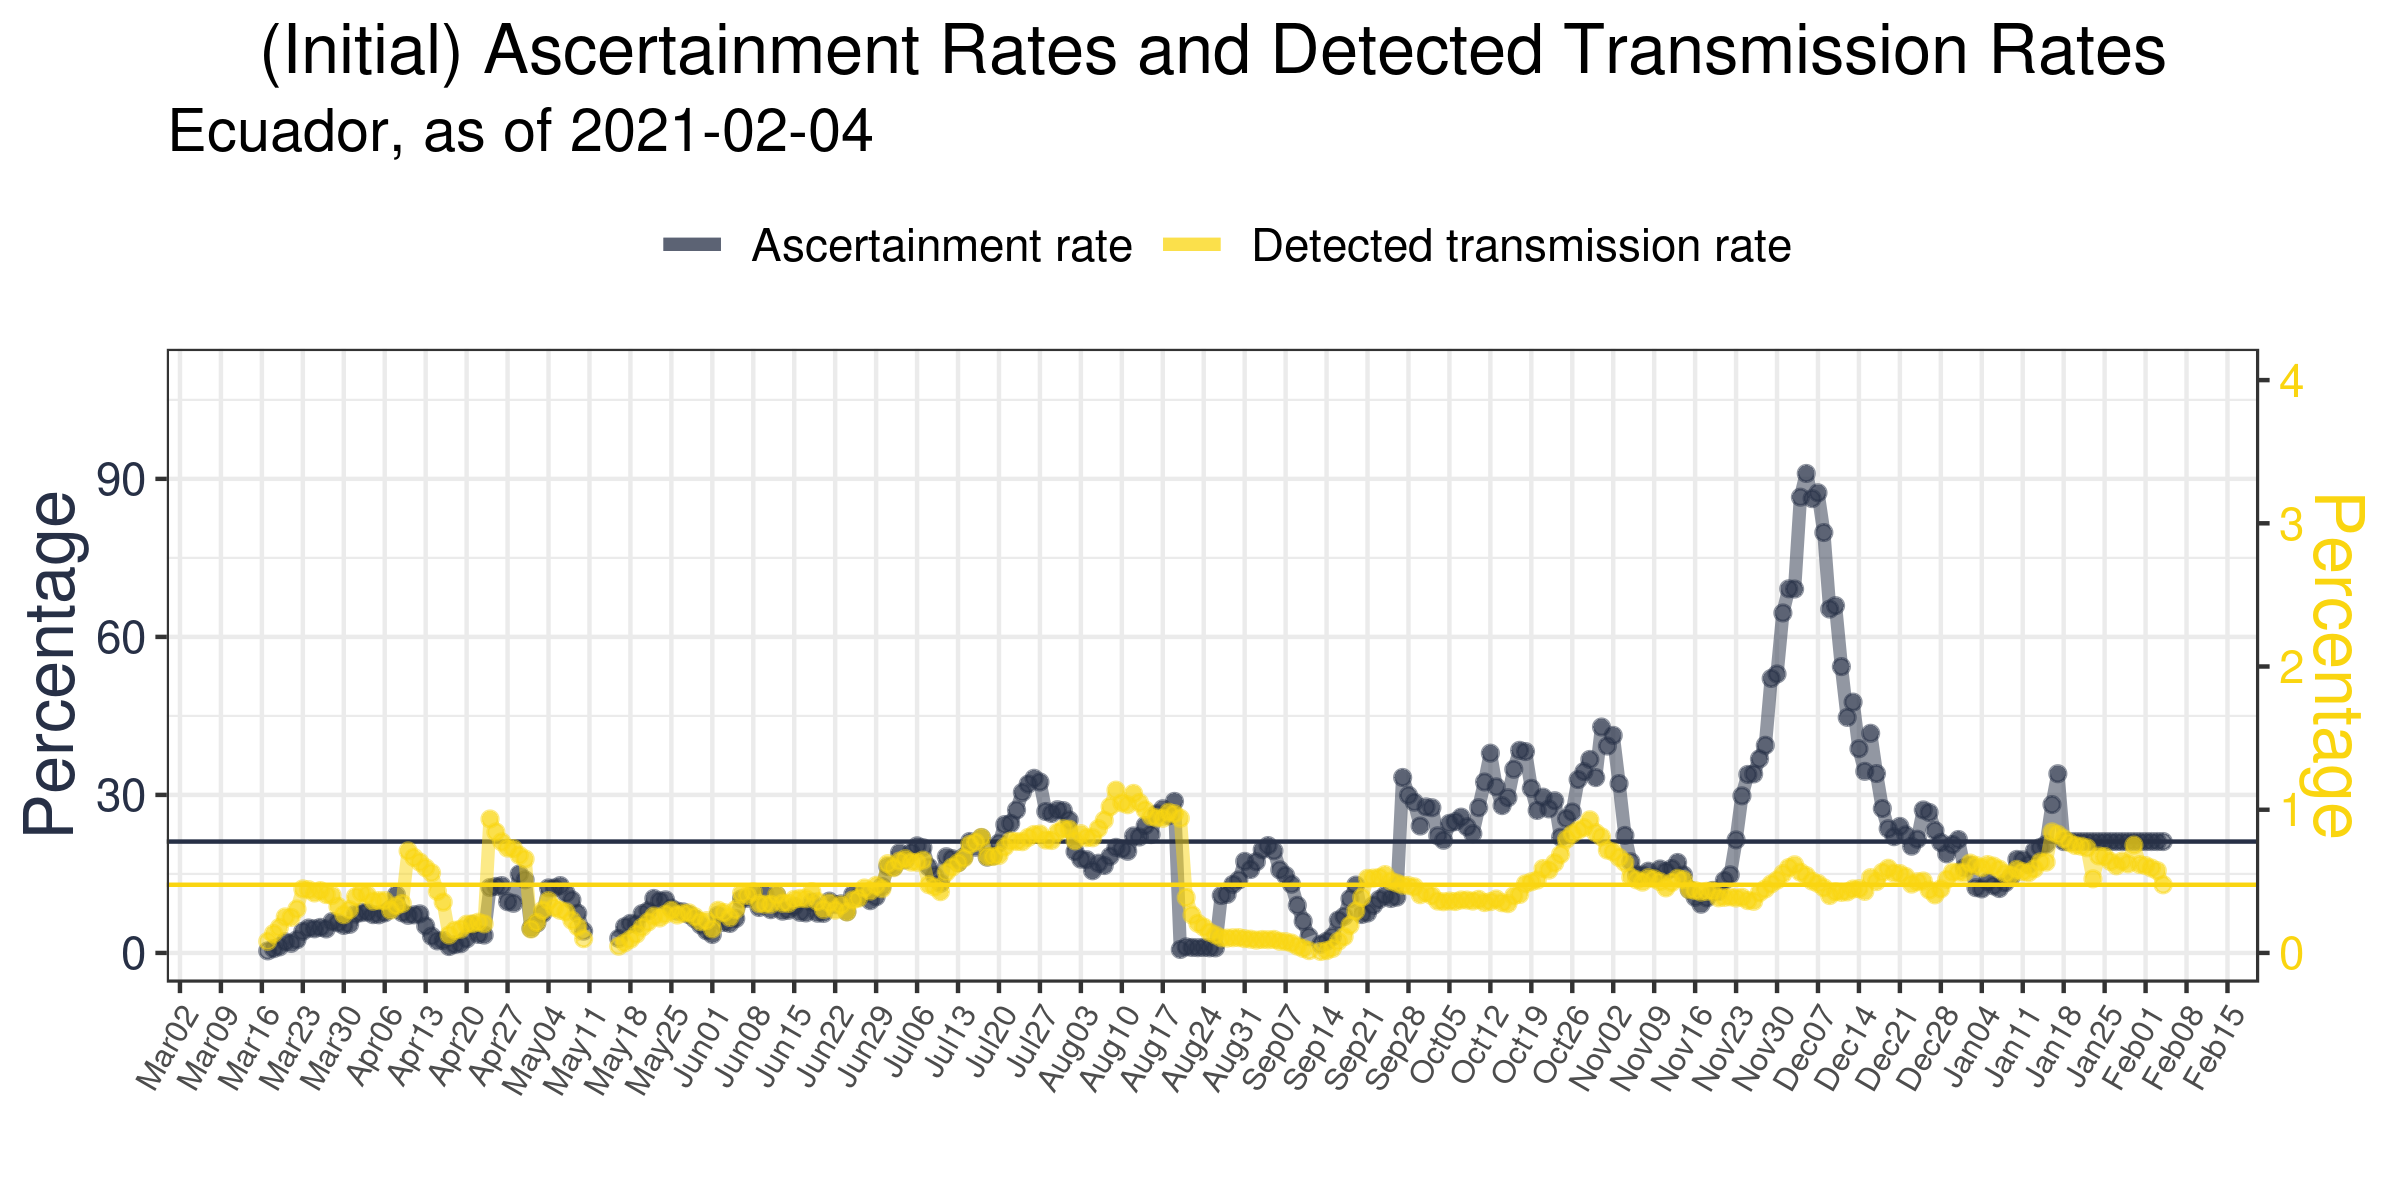 (Initial) Ascertainment Rates and Detected Transmission Rates
Ecuador, as of 2021-02-04
Ascertainment rate
Detected transmission rate
Percentage
90
60
30
0
4
3
2
1
0
Percentage
Mar02
Mar09
Mar16
Mar23
Mar30
Apr06
Apr13
Apr20
Apr27
May04
May11
May18
May25
Jun01
Jun08
Jun15
Jun22
Jun29
Jul06
Jul13
Jul20
Jul27
Aug03
Aug10
Aug17
Aug24
Aug31
Sep07
Sep14
Sep21
Sep28
Oct05
Oct12
Oct19
Oct26
Nov02
Nov09
Nov16
Nov23
Nov30
Dec07
Dec14
Dec21
Dec28
Jan04
Jan11
Jan18
Jan25
Feb01
Feb08
Feb15